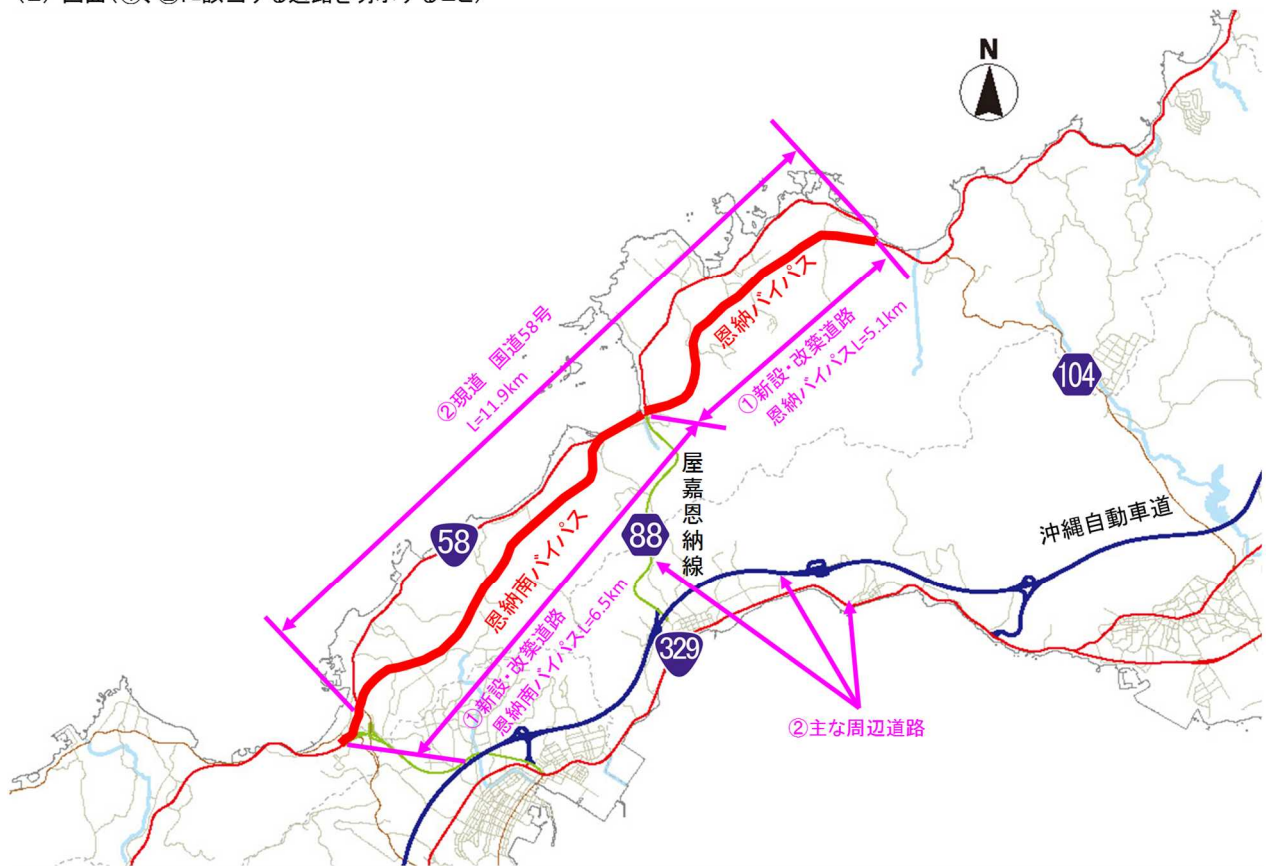 N
恩納バイパス
②現道 国道58号
L=11.9km
①新設・改築道路
恩納バイパスL=5.1km
104
屋嘉恩納線
沖縄自動車道
58
88
恩納南バイパス
①新設・改築道路
恩納南バイパスL=6.5km
329
②主な周辺道路